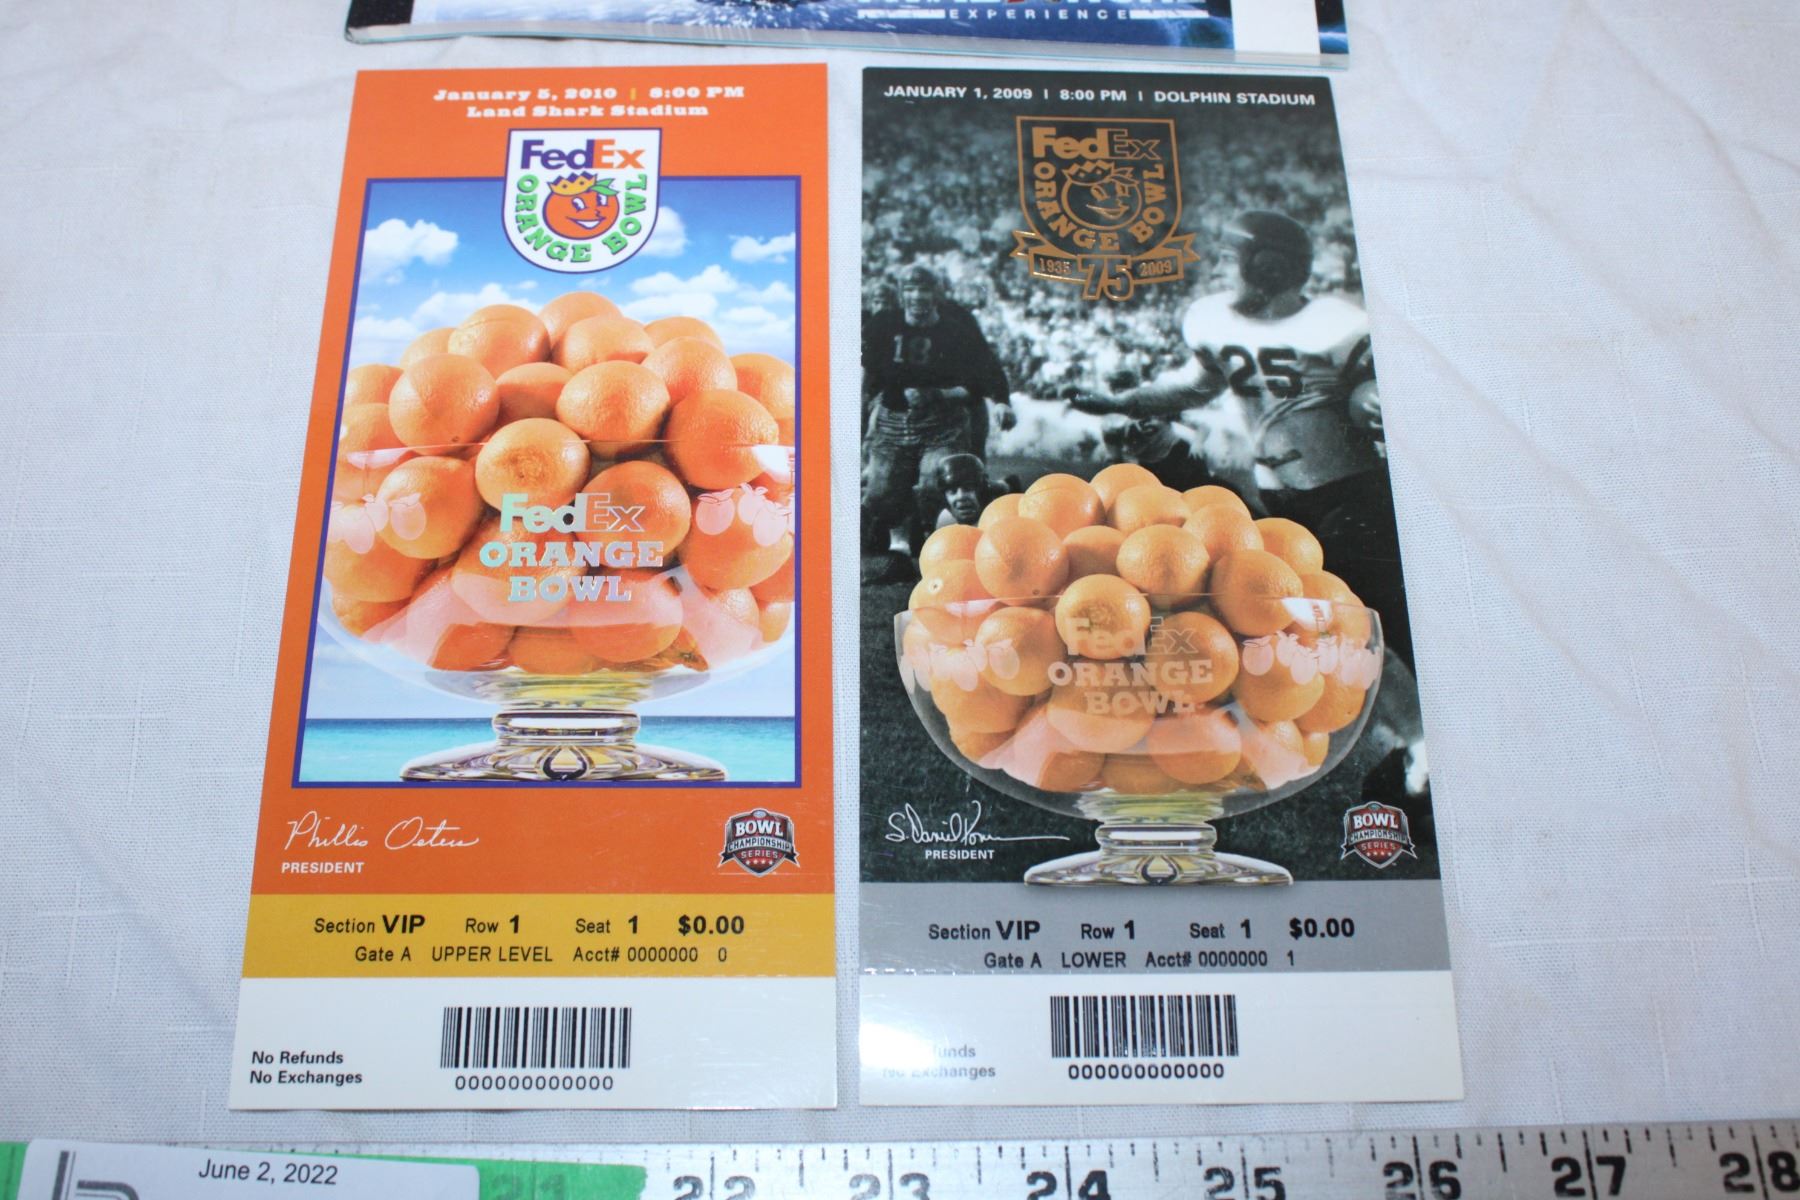 EXPERIENCE
January 5, 2010 | 8:00 PM
Land Shark Stadium
FedEx
ORANGE BOWL
FedEx
ORANGE
BOWL
Phillis Oeters
PRESIDENT
BOWL
CHAMPIONSHIP
SERIES
Section VIP Row 1 Seat 1 $0.00
Gate A UPPER LEVEL Acct# 0000000 0
No Refunds
No Exchanges
000000000000
JANUARY 1, 2009 | 8:00 PM | DOLPHIN STADIUM
FedEx
ORANGE BOWL
1935 75 2009
18
25
FedEx
ORANGE
BOWL
PRESIDENT
BOWL
CHAMPIONSHIP
SERIES
Section VIP Row 1 Seat 1 $0.00
Gate A LOWER Acct# 0000000 1
Exchanges
000000000000
June 2, 2022
21 22 23 24 25 26 27 28